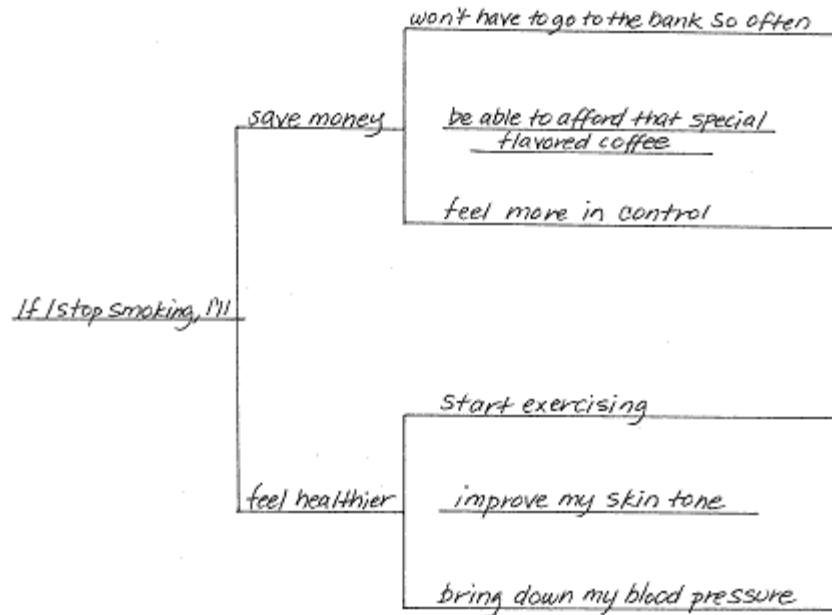 won't have to go to the bank so often
save money
be able to afford that special
flavored coffee
feel more in control
If I stop smoking, I'll
start exercising
feel healthier
improve my skin tone
bring down my blood pressure